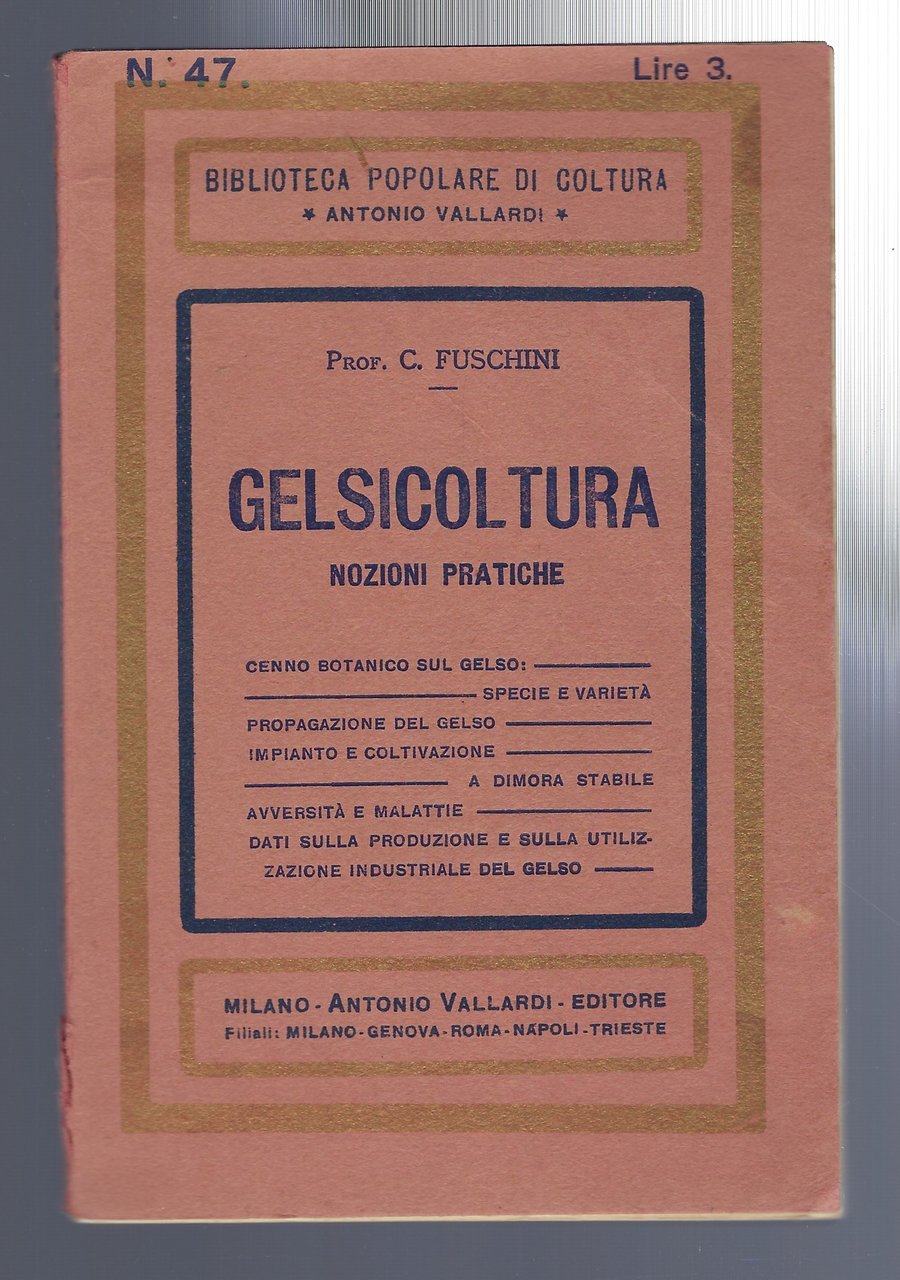 N. 47.
Lire 3.
BIBLIOTECA POPOLARE DI COLTURA
★ ANTONIO VALLARDI ★
PROF. C. FUSCHINI
GELSICOLTURA
NOZIONI PRATICHE
CENNO BOTANICO SUL GELSO:
SPECIE E VARIETÀ
PROPAGAZIONE DEL GELSO
IMPIANTO E COLTIVAZIONE
A DIMORA STABILE
AVVERSITÀ E MALATTIE
DATI SULLA PRODUZIONE E SULLA UTILIZ-
ZAZIONE INDUSTRIALE DEL GELSO
MILANO - ANTONIO VALLARDI - EDITORE
Filiali: MILANO-GENOVA-ROMA-NAPOLI-TRIESTE